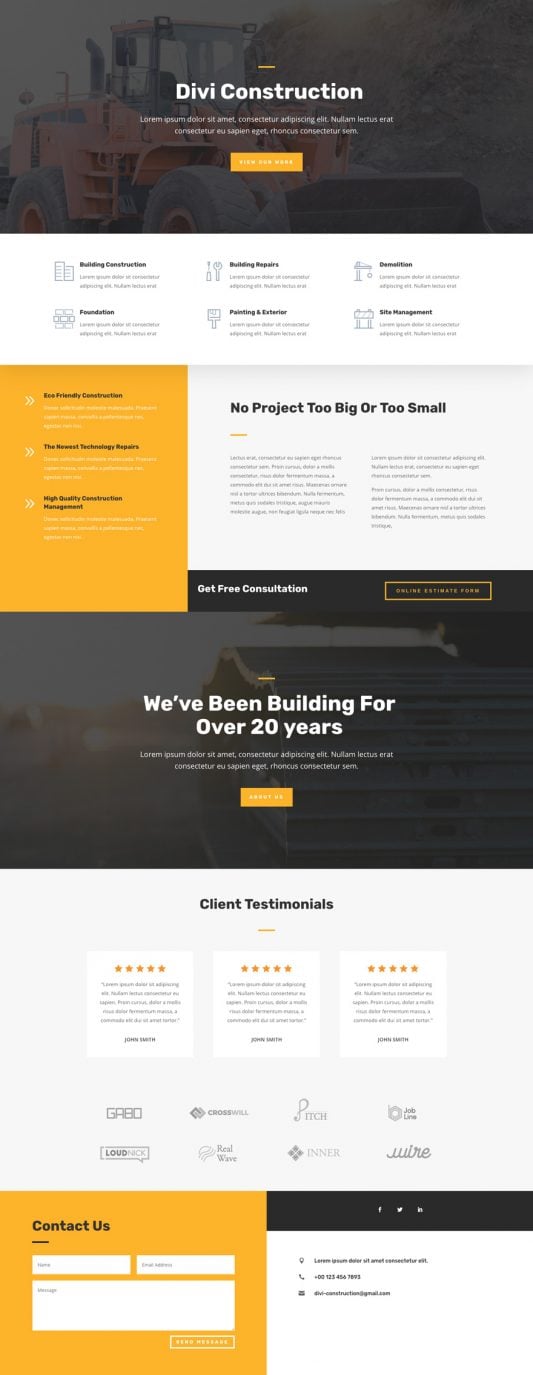 Divi Construction
Lorem ipsum dolor sit amet, consectetur adipiscing elit. Nullam lectus erat
consectetur eu sapien eget, rhoncus consectetur sem.
VIEW OUR WORK
Building Construction
Lorem ipsum dolor sit consectetur
adipiscing elit. Nullam lectus erat
Building Repairs
Lorem ipsum dolor sit consectetur
adipiscing elit. Nullam lectus erat
Demolition
Lorem ipsum dolor sit consectetur
adipiscing elit. Nullam lectus erat
Foundation
Lorem ipsum dolor sit consectetur
adipiscing elit. Nullam lectus erat
Painting & Exterior
Lorem ipsum dolor sit consectetur
adipiscing elit. Nullam lectus erat
Site Management
Lorem ipsum dolor sit consectetur
adipiscing elit. Nullam lectus erat
Eco Friendly Construction
Donec sollicitudin molestie malesuada. Praesent
sapien massa, convallis a pellentesque nec,
egestas non nisi.
The Newest Technology Repairs
Donec sollicitudin molestie malesuada. Praesent
sapien massa, convallis a pellentesque nec,
egestas non nisi.
High Quality Construction
Management
Donec sollicitudin molestie malesuada. Praesent
sapien massa, convallis a pellentesque nec,
egestas non nisi.
No Project Too Big Or Too Small
Lectus erat, consectetur eu sapien eget, rhoncus
consectetur sem. Proin cursus, dolor a mollis
consectetur, risus dolor fermentum massa, a
commodo elit dui sit amet risus. Maecenas ornare
nisl a tortor ultrices bibendum. Nulla fermentum,
metus quis sodales tristique, augue mauris
molestie augue, non feugiat ligula neque nec felis
Lorem ipsum dolor sit amet, consectetur adipiscing elit.
Nullam lectus erat, consectetur eu sapien eget,
rhoncus consectetur sem.
Proin cursus, dolor a mollis consectetur, risus dolor
fermentum massa, a commodo elit dui sit
amet risus. Maecenas ornare nisl a tortor ultrices
bibendum. Nulla fermentum, metus quis sodales
tristique,
Get Free Consultation
ONLINE ESTIMATE FORM
We've Been Building For
Over 20 years
Lorem ipsum dolor sit amet, consectetur adipiscing elit. Nullam lectus erat
consectetur eu sapien eget, rhoncus consectetur sem.
ABOUT US
Client Testimonials
"Lorem ipsum dolor sit adipiscing
elit. Nullam lectus consectetur eu
sapien. Proin cursus, dolor a mollis
risus dolor fermentum massa, a
commodo elit dui sit amet tortor."
JOHN SMITH
"Lorem ipsum dolor sit adipiscing
elit. Nullam lectus consectetur eu
sapien. Proin cursus, dolor a mollis
risus dolor fermentum massa, a
commodo elit dui sit amet tortor."
JOHN SMITH
"Lorem ipsum dolor sit adipiscing
elit. Nullam lectus consectetur eu
sapien. Proin cursus, dolor a mollis
risus dolor fermentum massa, a
commodo elit dui sit amet tortor."
JOHN SMITH
GABO
CROSSWILL
PITCH
Job
Line
LOUDNICK
Real
Wave
INNER
wire
Contact Us
Name
Email Address
Message
SEND MESSAGE
Lorem ipsum dolor sit amet consectetur elit.
+00 123 456 7893
divi-construction@gmail.com